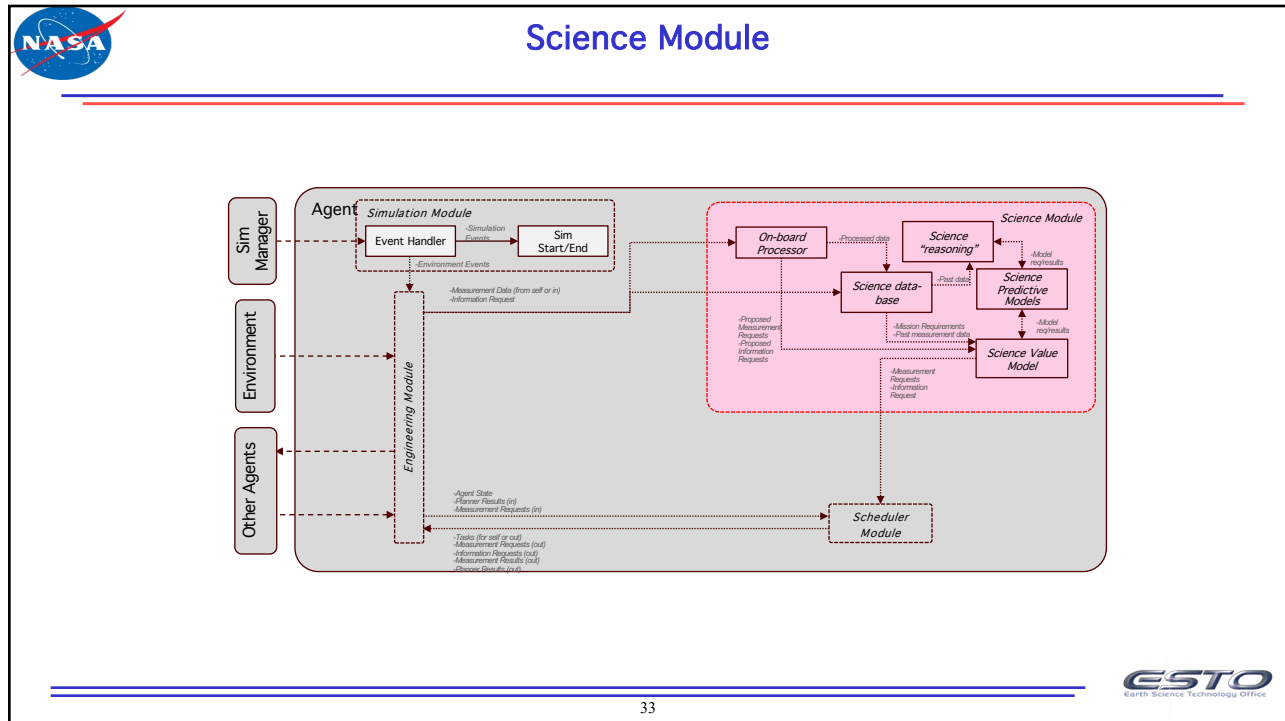 NASA
Science Module
Sim
Manager
Environment
Other Agents
Agent
Simulation Module
Event Handler
-Simulation
Events
Sim
Start/End
-Environment Events
Engineering Module
-Measurement Data (from self or in)
-Information Request
Science Module
On-board
Processor
-Processed data
Science
“reasoning”
-Model
req/results
Science data-
base
-Past data
Science
Predictive
Models
-Proposed
Measurement
Requests
-Proposed
Information
Requests
-Mission Requirements
-Past measurement data
-Model
req/results
Science Value
Model
-Measurement
Requests
-Information
Request
-Agent State
-Planner Results (in)
-Measurement Requests (in)
Scheduler
Module
-Tasks (for self or out)
-Measurement Requests (out)
-Information Requests (out)
-Measurement Results (out)
-Planner Results (out)
33
ESTO
Earth Science Technology Office